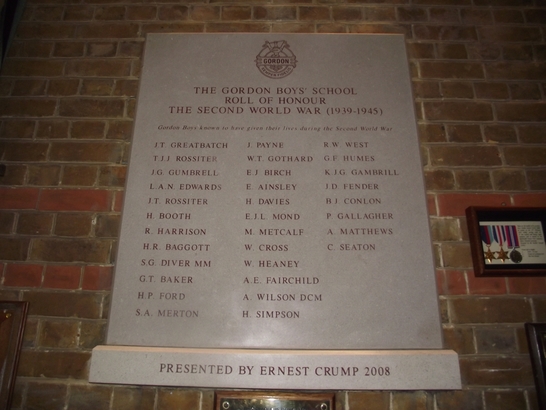 GORDON
THE GORDON BOYS' SCHOOL
ROLL OF HONOUR
THE SECOND WORLD WAR (1939-1945)
Gordon Boys known to have given their lives during the Second World War
J.T. GREATBATCH
T.J.J. ROSSITER
J.G. GUMBRELL
L.A.N. EDWARDS
J.T. ROSSITER
H. BOOTH
R. HARRISON
H.R. BAGGOTT
S.G. DIVER MM
G.T. BAKER
H.P. FORD
S.A. MERTON
J. PAYNE
W.T. GOTHARD
E.J. BIRCH
E. AINSLEY
H. DAVIES
E.J.L. MOND
M. METCALF
W. CROSS
W. HEANEY
A.E. FAIRCHILD
A. WILSON DCM
H. SIMPSON
R.W. WEST
G.F. HUMES
K.J.G. GAMBRILL
J.D. FENDER
B.J. CONLON
P. GALLAGHER
A. MATTHEWS
C. SEATON
PRESENTED BY ERNEST CRUMP 2008